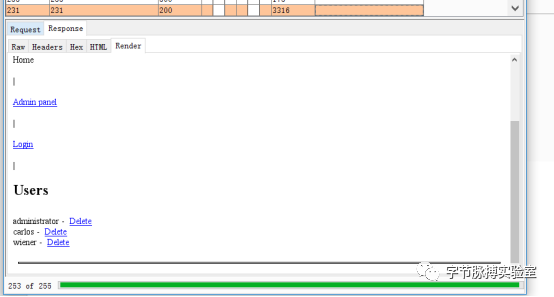 231 231 200 3316
Request Response
Raw Headers Hex HTML Render
Home
|
Admin panel
|
Login
|
Users
administrator - Delete
carlos - Delete
wiener - Delete
253 of 255
字节脉搏实验室